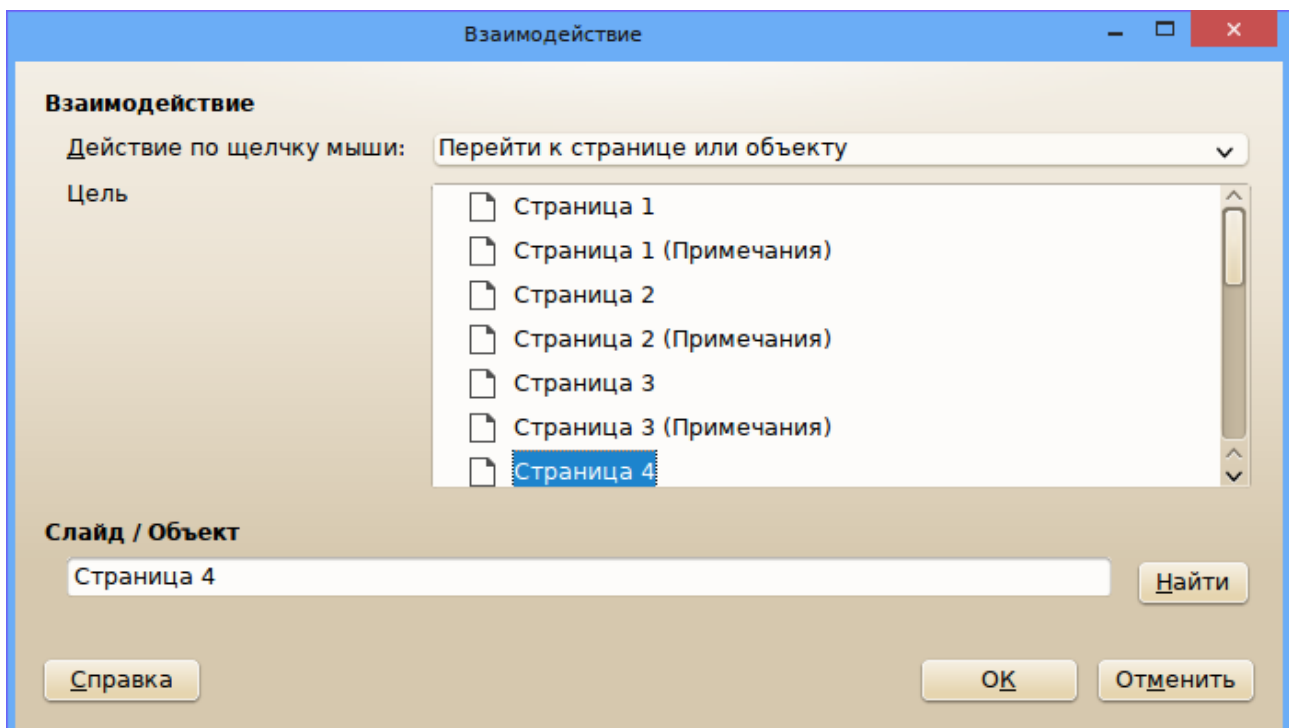 Взаимодействие
Взаимодействие
Действие по щелчку мыши: Перейти к странице или объекту
Цель
Страница 1
Страница 1 (Примечания)
Страница 2
Страница 2 (Примечания)
Страница 3
Страница 3 (Примечания)
Страница 4
Слайд / Объект
Страница 4
Найти
Справка
ОК
Отменить